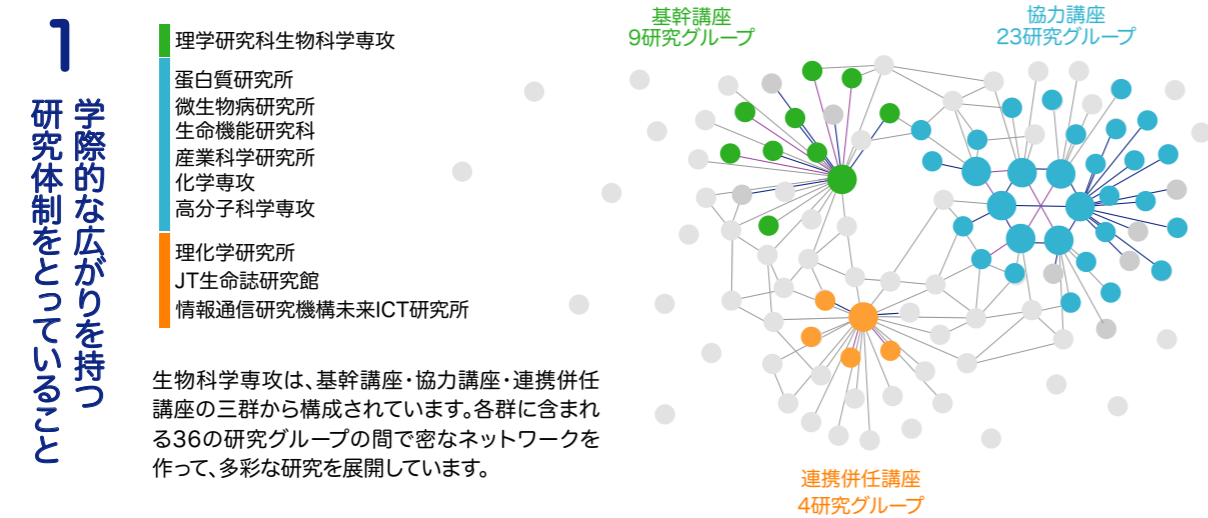 1
学際的な広がりを持つ
研究体制をとっていること
理学研究科生物科学専攻
蛋白質研究所
微生物病研究所
生命機能研究科
産業科学研究所
化学専攻
高分子科学専攻
理化学研究所
JT生命誌研究館
情報通信研究機構未来ICT研究所
生物科学専攻は、基幹講座・協力講座・連携併任
講座の三群から構成されています。各群に含まれ
る36の研究グループの間で密なネットワークを
作って、多彩な研究を展開しています。
基幹講座
9研究グループ
協力講座
23研究グループ
連携併任講座
4研究グループ